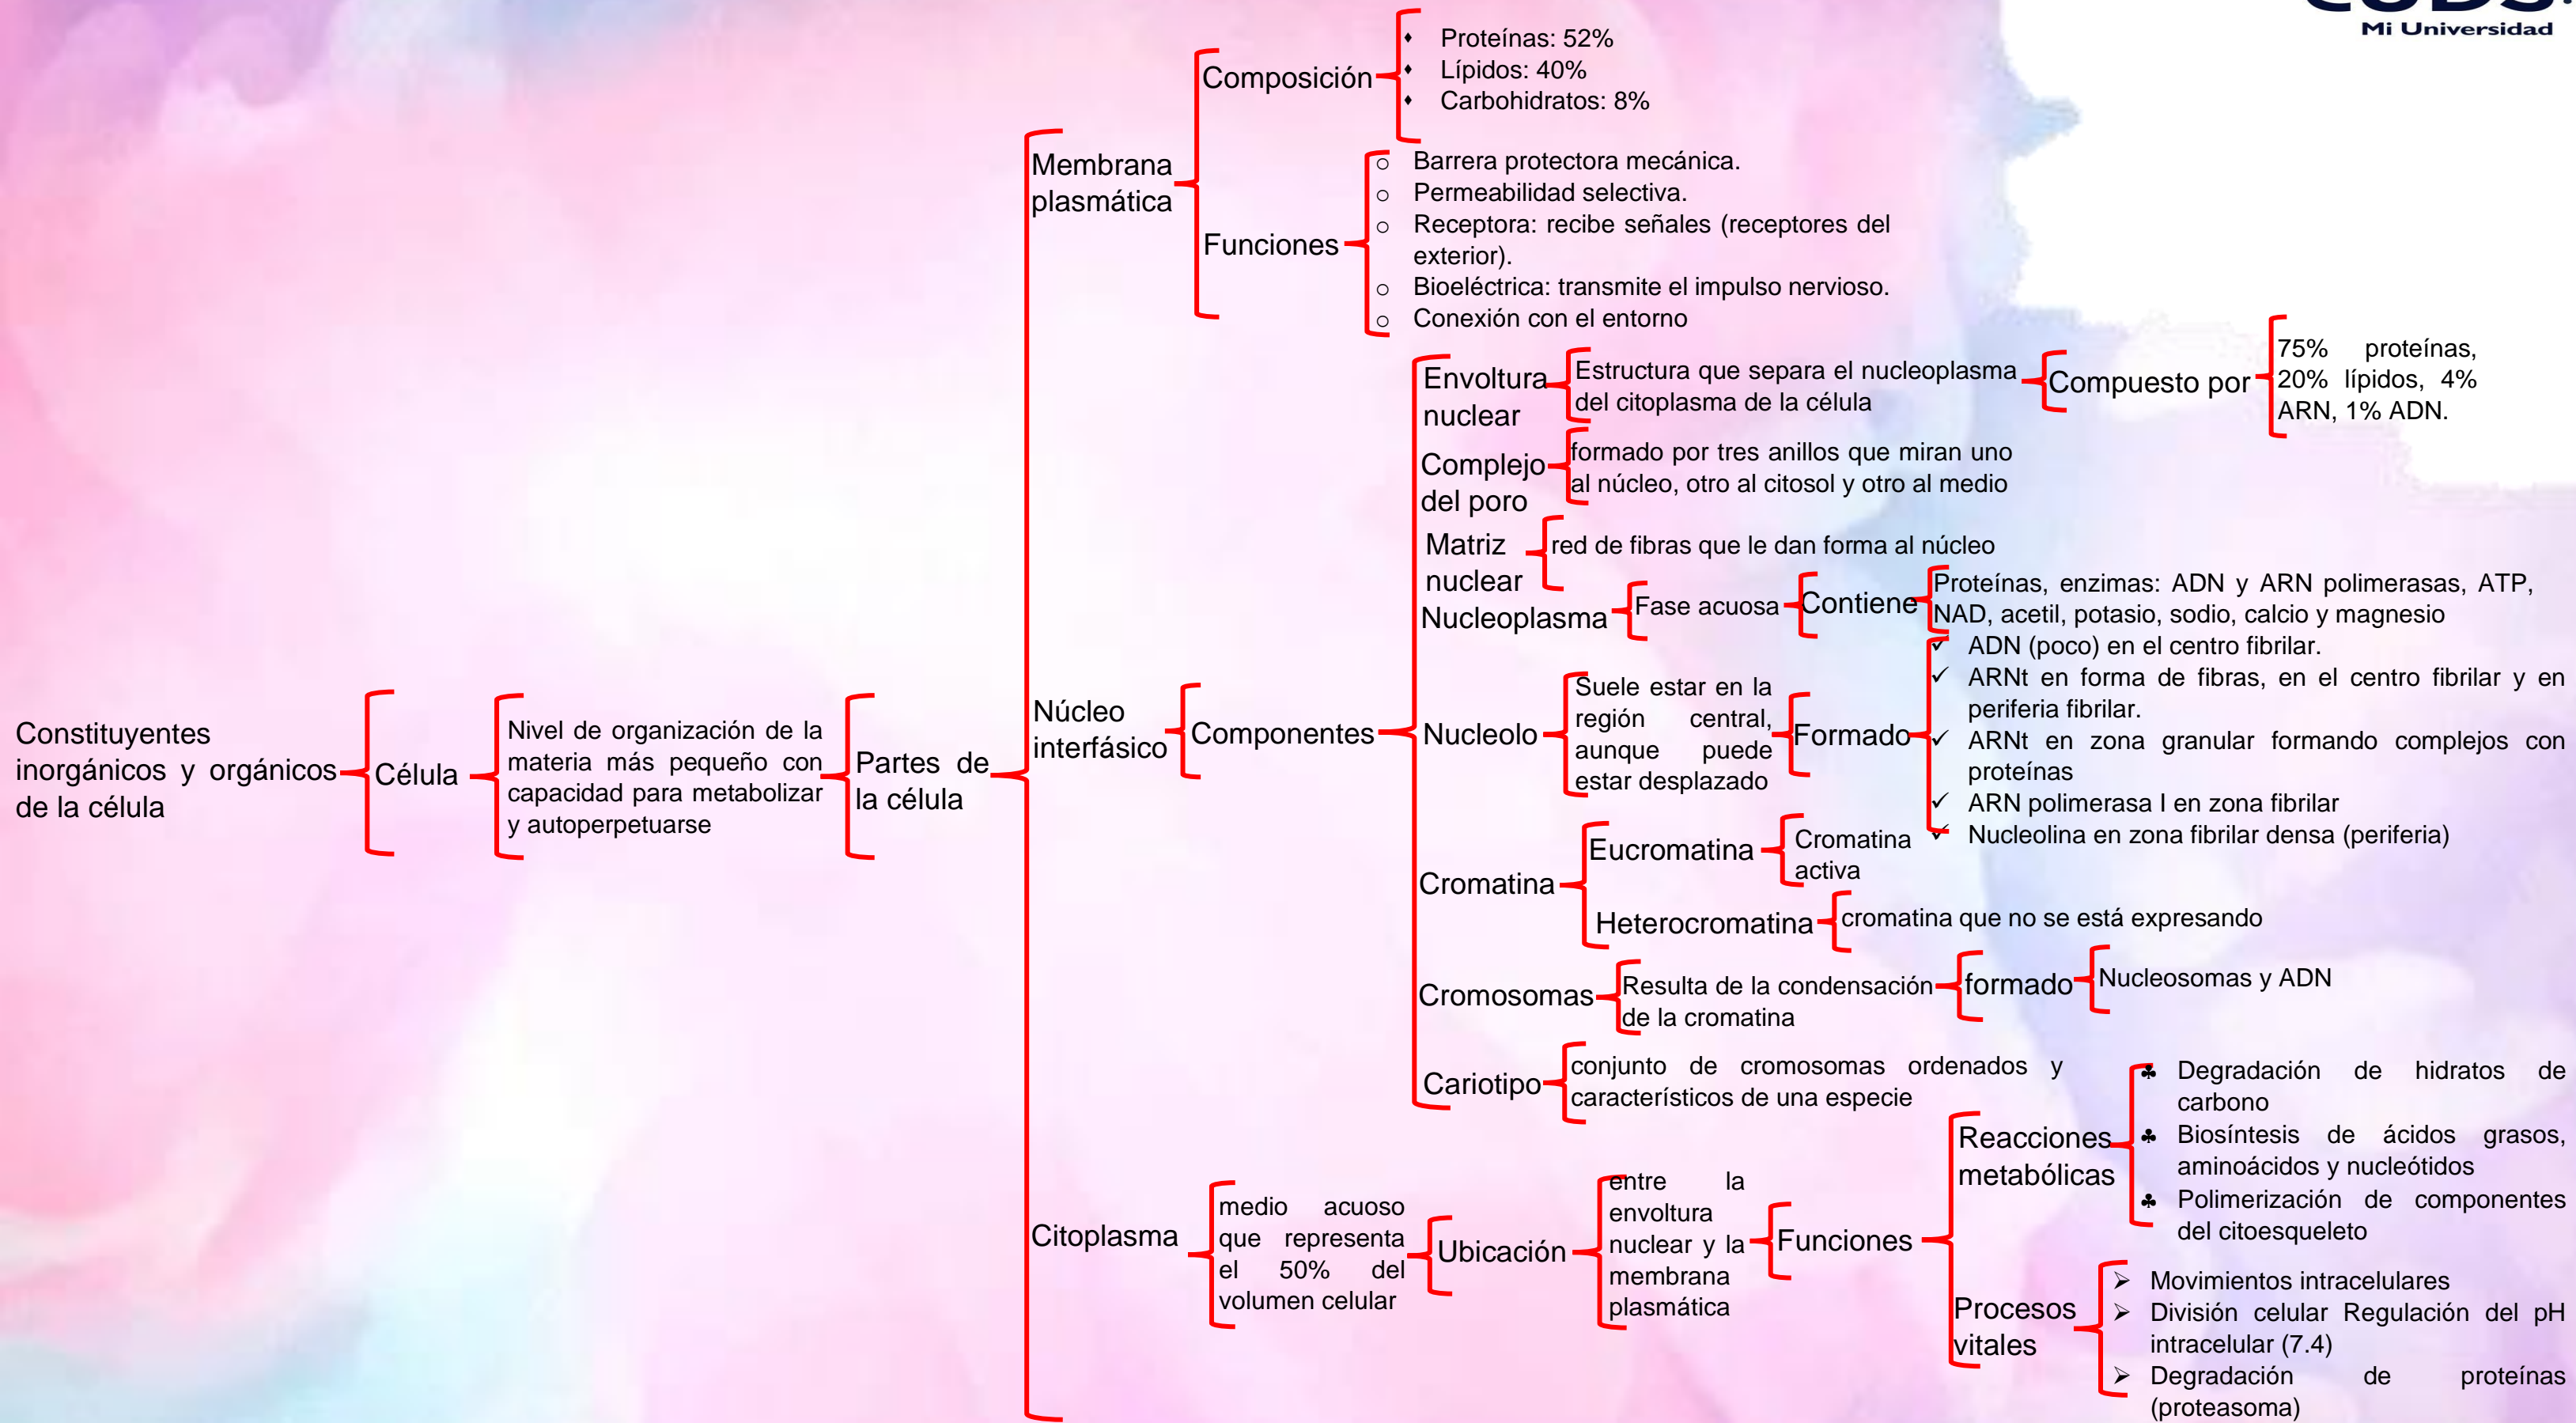 Mi Universidad
Constituyentes
inorgánicos y orgánicos
de la célula
Célula
Nivel de organización de la
materia más pequeño con
capacidad para metabolizar
y autoperpetuarse
Partes de
la célula
Membrana
plasmática
Composición
Proteínas: 52%
Lípidos: 40%
Carbohidratos: 8%
Funciones
Barrera protectora mecánica.
Permeabilidad selectiva.
Receptora: recibe señales (receptores del
exterior).
Bioeléctrica: transmite el impulso nervioso.
Conexión con el entorno
Núcleo
interfásico
Componentes
Envoltura
nuclear
Estructura que separa el nucleoplasma
del citoplasma de la célula
Compuesto por
75% proteínas,
20% lípidos, 4%
ARN, 1% ADN.
Complejo
del poro
formado por tres anillos que miran uno
al núcleo, otro al citosol y otro al medio
Matriz
nuclear
red de fibras que le dan forma al núcleo
Nucleoplasma
Fase acuosa
Contiene
Proteínas, enzimas: ADN y ARN polimerasas, ATP,
NAD, acetil, potasio, sodio, calcio y magnesio
Nucleolo
Suele estar en la
región central,
aunque puede
estar desplazado
Formado
ADN (poco) en el centro fibrilar.
ARNt en forma de fibras, en el centro fibrilar y en
periferia fibrilar.
ARNt en zona granular formando complejos con
proteínas
ARN polimerasa I en zona fibrilar
Nucleolina en zona fibrilar densa (periferia)
Cromatina
Eucromatina
Cromatina
activa
Heterocromatina
cromatina que no se está expresando
Cromosomas
Resulta de la condensación
de la cromatina
formado
Nucleosomas y ADN
Cariotipo
conjunto de cromosomas ordenados y
característicos de una especie
Citoplasma
medio acuoso
que representa
el 50% del
volumen celular
Ubicación
entre la
envoltura
nuclear y la
membrana
plasmática
Funciones
Reacciones
metabólicas
Degradación de hidratos de
carbono
Biosíntesis de ácidos grasos,
aminoácidos y nucleótidos
Polimerización de componentes
del citoesqueleto
Procesos
vitales
Movimientos intracelulares
División celular Regulación del pH
intracelular (7.4)
Degradación de proteínas
(proteasoma)